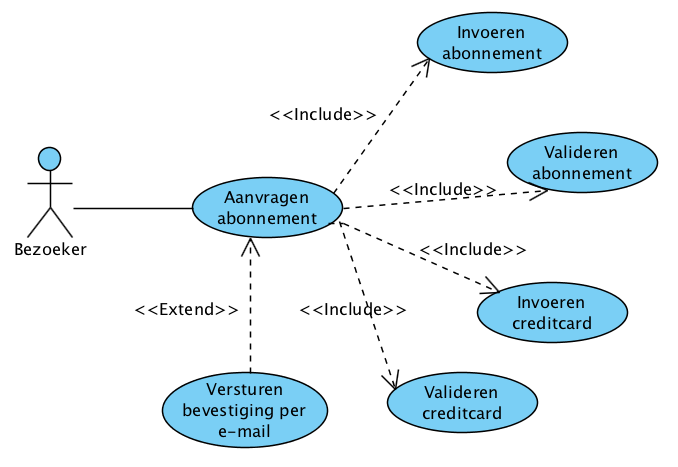 Invoeren
abonnement
<<Include>>
Valideren
abonnement
<<Include>>
Aanvragen
abonnement
Bezoeker
<<Include>>
Invoeren
creditcard
<<Extend>>
<<Include>>
Versturen
bevestiging per
e-mail
Valideren
creditcard